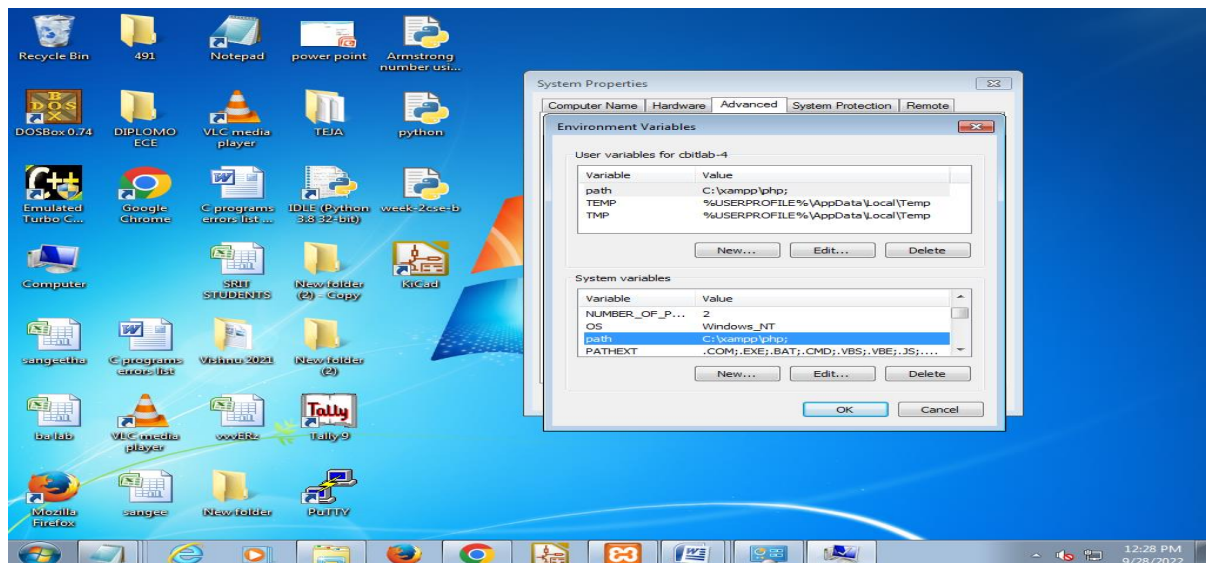 Recycle Bin
491
Notepad
power point
Armstrong
number usi...
DOSBox 0.74
DIPLOMO
ECE
VLC media
player
TEJA
python
Emulated
Turbo C...
Google
Chrome
C programs
errors list ...
IDLE (Python
3.8 32-bit)
week-2cse-b
Computer
SRIT
STUDENTS
New folder
(2) - Copy
KiCad
sangeetha
C programs
errors list
Vishnu 2021
New folder
(2)
ba lab
VLC media
player
Tally
Tally-9
Mozilla
Firefox
sangee
New folder
PuTTY
System Properties
Computer Name Hardware Advanced System Protection Remote
Environment Variables
User variables for cbitlab-4
Variable Value
path C:\xampp\php;
TEMP %USERPROFILE%\AppData\Local\Temp
TMP %USERPROFILE%\AppData\Local\Temp
New... Edit... Delete
System variables
Variable Value
NUMBER_OF_P... 2
OS Windows_NT
path C:\xampp\php;
PATHEXT .COM;.EXE;.BAT;.CMD;.VBS;.VBE;.JS;....
New... Edit... Delete
OK Cancel
12:28 PM
9/28/2022